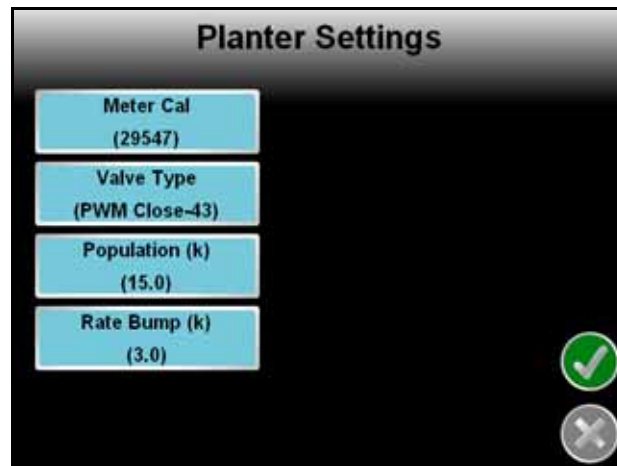 Planter Settings
Meter Cal
(29547)
Valve Type
(PWM Close-43)
Population (k)
(15.0)
Rate Bump (k)
(3.0)